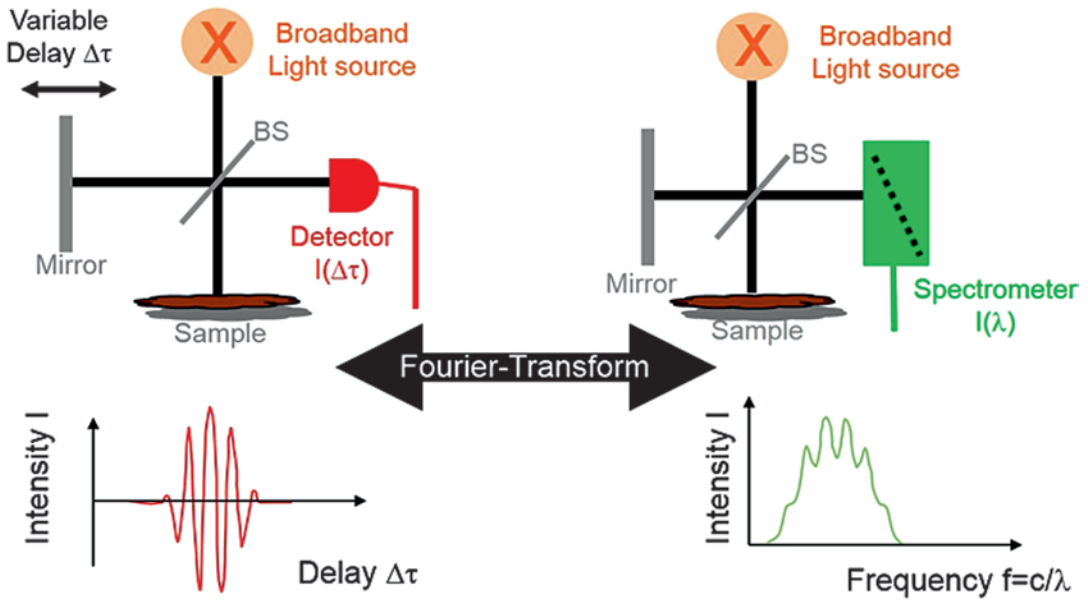 Variable
Delay Δτ
X
Broadband
Light source
BS
Mirror
Detector
I(Δτ)
Sample
Intensity I
Delay Δτ
Fourier-Transform
X
Broadband
Light source
BS
Mirror
Spectrometer
I(λ)
Sample
Intensity I
Frequency f=c/λ